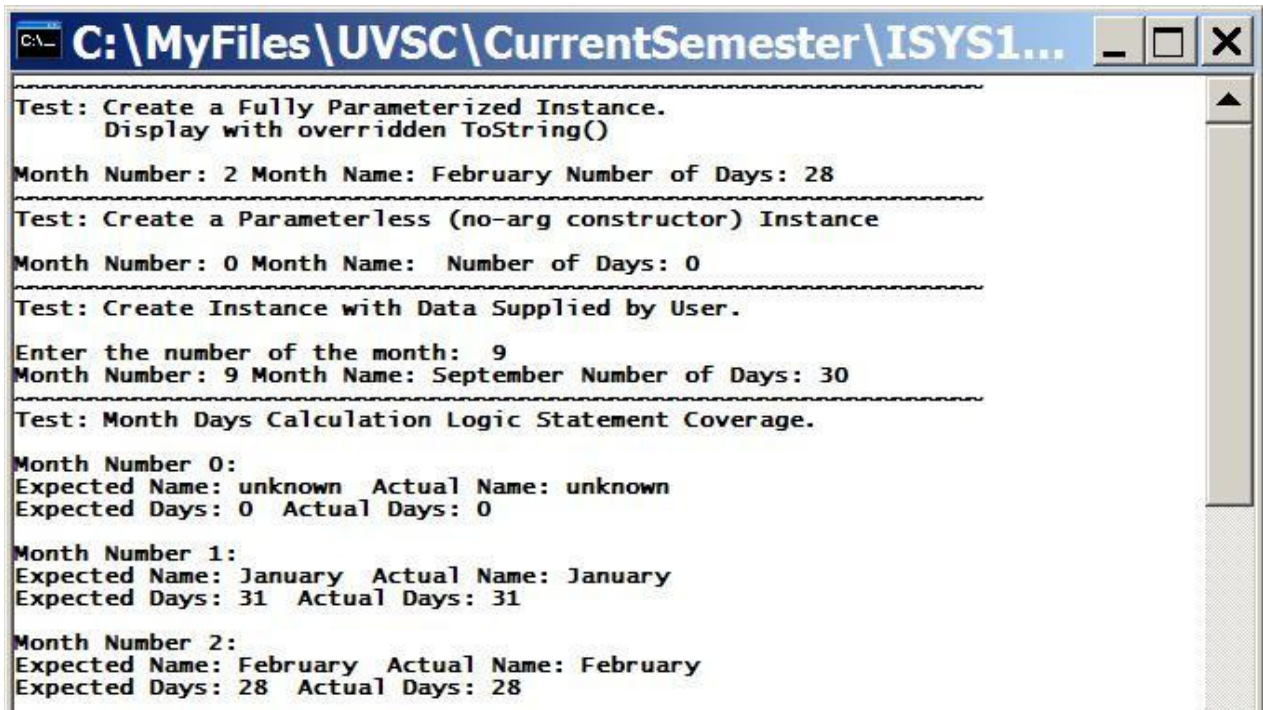 C:\MyFiles\UVSC\CurrentSemester\ISYS1...
~~~~~~~~~~~~~~~~~~~~~~~~~~~~~~~~~~~~~~~~~~~~~~~~~~~~~~~~~~~~~~~~~~~~~~
Test: Create a Fully Parameterized Instance.
Display with overridden ToString()
Month Number: 2 Month Name: February Number of Days: 28
~~~~~~~~~~~~~~~~~~~~~~~~~~~~~~~~~~~~~~~~~~~~~~~~~~~~~~~~~~~~~~~~~~~~~~
Test: Create a Parameterless (no-arg constructor) Instance
Month Number: 0 Month Name:  Number of Days: 0
~~~~~~~~~~~~~~~~~~~~~~~~~~~~~~~~~~~~~~~~~~~~~~~~~~~~~~~~~~~~~~~~~~~~~~
Test: Create Instance with Data Supplied by User.
Enter the number of the month:  9
Month Number: 9 Month Name: September Number of Days: 30
~~~~~~~~~~~~~~~~~~~~~~~~~~~~~~~~~~~~~~~~~~~~~~~~~~~~~~~~~~~~~~~~~~~~~~
Test: Month Days Calculation Logic Statement Coverage.
Month Number 0:
Expected Name: unknown  Actual Name: unknown
Expected Days: 0  Actual Days: 0
Month Number 1:
Expected Name: January  Actual Name: January
Expected Days: 31  Actual Days: 31
Month Number 2:
Expected Name: February  Actual Name: February
Expected Days: 28  Actual Days: 28